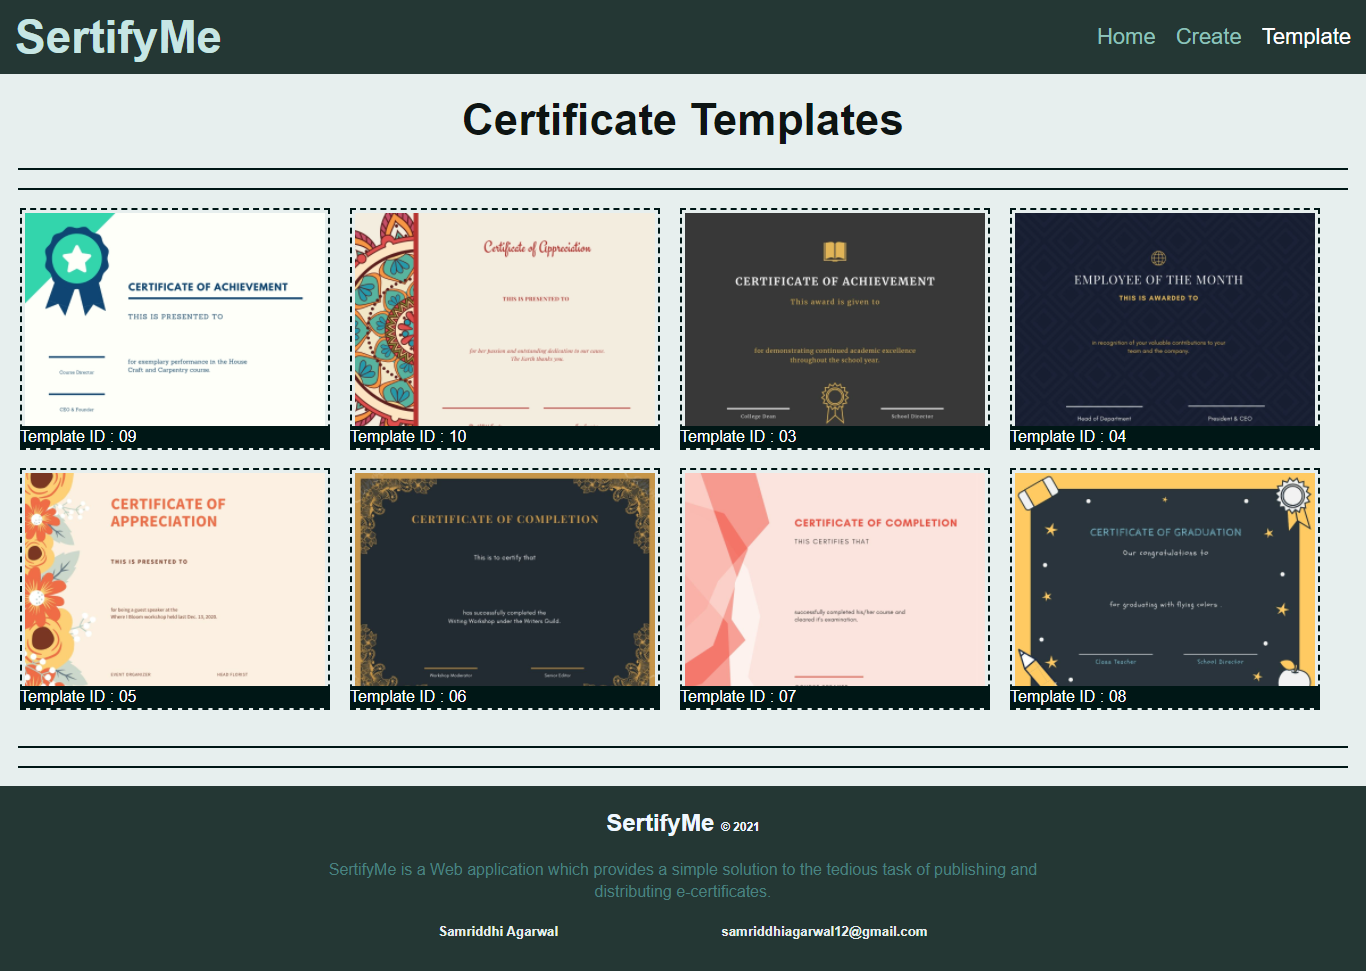 SertifyMe
Home Create Template
Certificate Templates
CERTIFICATE OF ACHIEVEMENT
THIS IS PRESENTED TO
for exemplary performance in the House
Craft and Carpentry course
Course Director
CEO & Founder
Template ID : 09
Certificate of Appreciation
THIS IS PRESENTED TO
for her passion and outstanding dedication to our cause.
The Earth thanks you.
Template ID : 10
CERTIFICATE OF ACHIEVEMENT
This award is given to
for demonstrating continued academic excellence
throughout the school year.
College Dean
School Director
Template ID : 03
EMPLOYEE OF THE MONTH
THIS IS AWARDED TO
in recognition of your valuable contributions to your
team and the company.
Head of Department
President & CEO
Template ID : 04
CERTIFICATE OF
APPRECIATION
THIS IS PRESENTED TO
for being a guest speaker at the
Where I Bloom workshop held last Dec. 15, 2020.
EVENT ORGANIZER
HEAD FLORIST
Template ID : 05
CERTIFICATE OF COMPLETION
This is to certify that
has successfully completed the
Writing Workshop under the Writers Guild.
Workshop Moderator
Senior Editor
Template ID : 06
CERTIFICATE OF COMPLETION
THIS CERTIFIES THAT
successfully completed his/her course and
cleared it's examination.
Template ID : 07
CERTIFICATE OF GRADUATION
Our congratulations to
for graduating with flying colors .
Class Teacher
School Director
Template ID : 08
SertifyMe © 2021
SertifyMe is a Web application which provides a simple solution to the tedious task of publishing and
distributing e-certificates.
Samriddhi Agarwal
samriddhiagarwal12@gmail.com